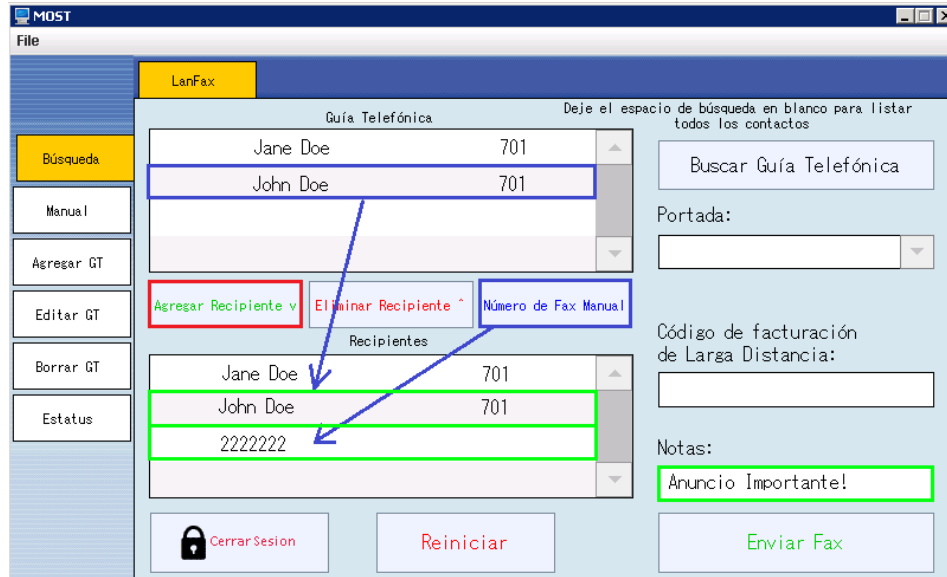 MOST
File
LanFax
Guía Telefónica
Deje el espacio de búsqueda en blanco para listar
todos los contactos
Búsqueda
Manual
Agregar GT
Editar GT
Borrar GT
Estatus
Jane Doe 701
John Doe 701
Buscar Guía Telefónica
Portada:
Agregar Recipiente v
Eliminar Recipiente ^
Número de Fax Manual
Recipientes
Jane Doe 701
John Doe 701
2222222
Código de facturación
de Larga Distancia:
Notas:
Anuncio Importante!
Cerrar Sesion
Reiniciar
Enviar Fax